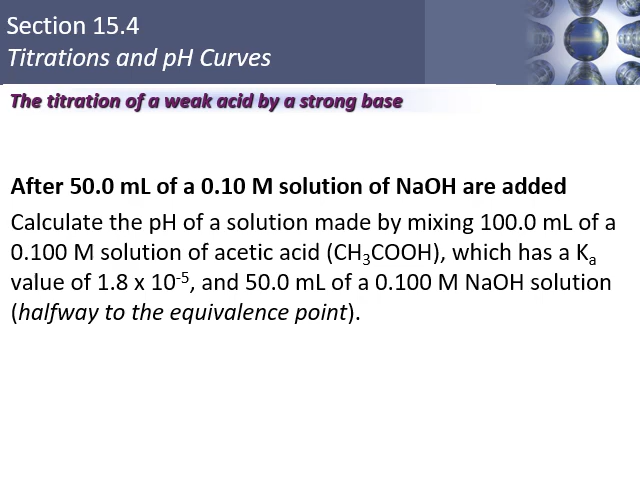 Section 15.4
Titrations and pH Curves
The titration of a weak acid by a strong base
After 50.0 mL of a 0.10 M solution of NaOH are added
Calculate the pH of a solution made by mixing 100.0 mL of a
0.100 M solution of acetic acid (CH₃COOH), which has a Kₐ
value of 1.8 x 10⁻⁵, and 50.0 mL of a 0.100 M NaOH solution
(halfway to the equivalence point).